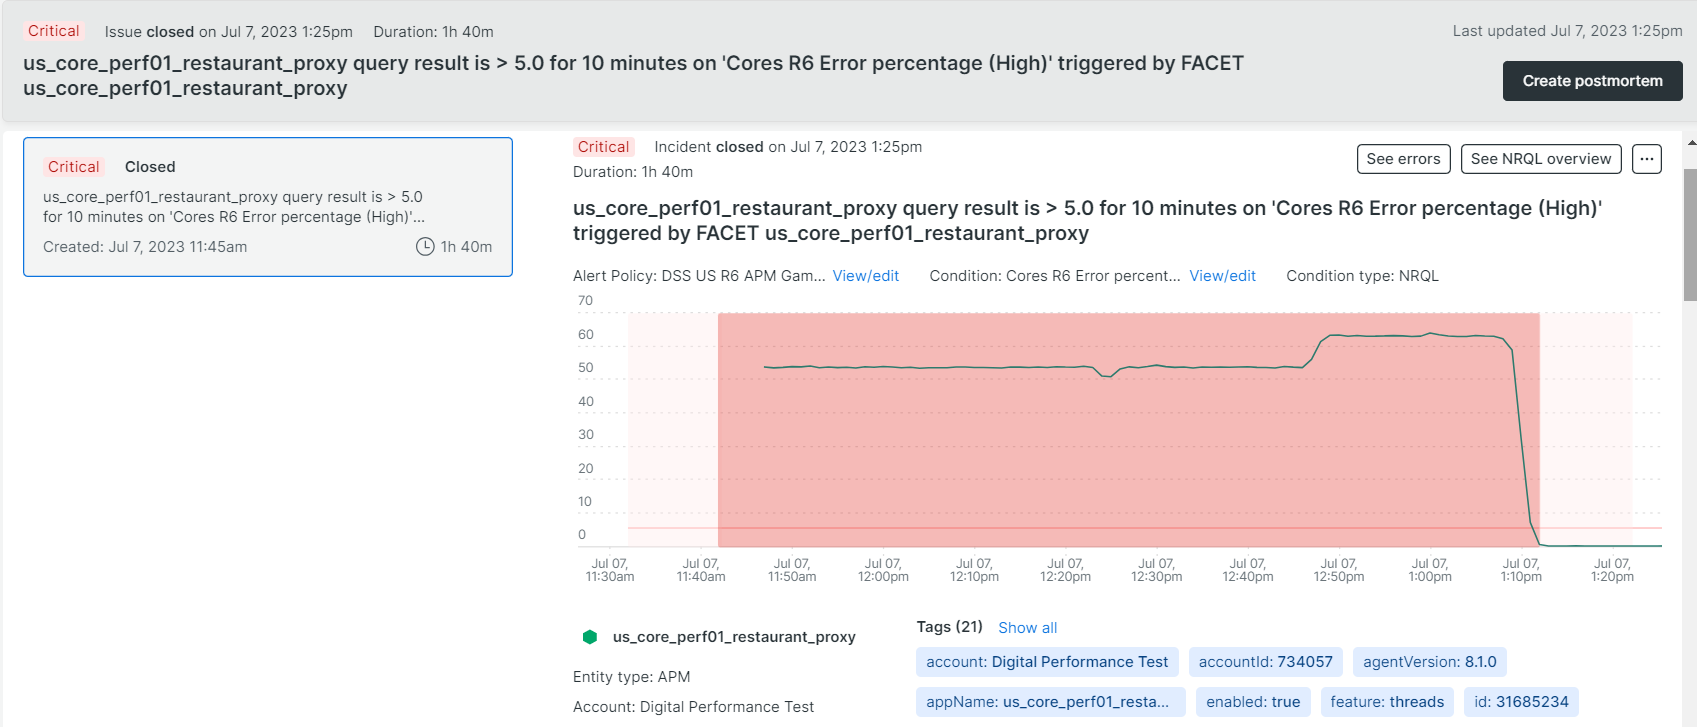 Critical Issue closed on Jul 7, 2023 1:25pm Duration: 1h 40m
Last updated Jul 7, 2023 1:25pm
us_core_perf01_restaurant_proxy query result is > 5.0 for 10 minutes on 'Cores R6 Error percentage (High)' triggered by FACET
us_core_perf01_restaurant_proxy
Create postmortem
Critical Closed
us_core_perf01_restaurant_proxy query result is > 5.0
for 10 minutes on 'Cores R6 Error percentage (High)'...
Created: Jul 7, 2023 11:45am 1h 40m
Critical Incident closed on Jul 7, 2023 1:25pm
Duration: 1h 40m
See errors
See NRQL overview
...
us_core_perf01_restaurant_proxy query result is > 5.0 for 10 minutes on 'Cores R6 Error percentage (High)'
triggered by FACET us_core_perf01_restaurant_proxy
Alert Policy: DSS US R6 APM Gam... View/edit Condition: Cores R6 Error percent... View/edit Condition type: NRQL
70
60
50
40
30
20
10
0
Jul 07, Jul 07, Jul 07, Jul 07, Jul 07, Jul 07, Jul 07, Jul 07, Jul 07, Jul 07, Jul 07, Jul 07,
11:30am 11:40am 11:50am 12:00pm 12:10pm 12:20pm 12:30pm 12:40pm 12:50pm 1:00pm 1:10pm 1:20pm
us_core_perf01_restaurant_proxy
Entity type: APM
Account: Digital Performance Test
Tags (21) Show all
account: Digital Performance Test accountId: 734057 agentVersion: 8.1.0
appName: us_core_perf01_resta... enabled: true feature: threads id: 31685234